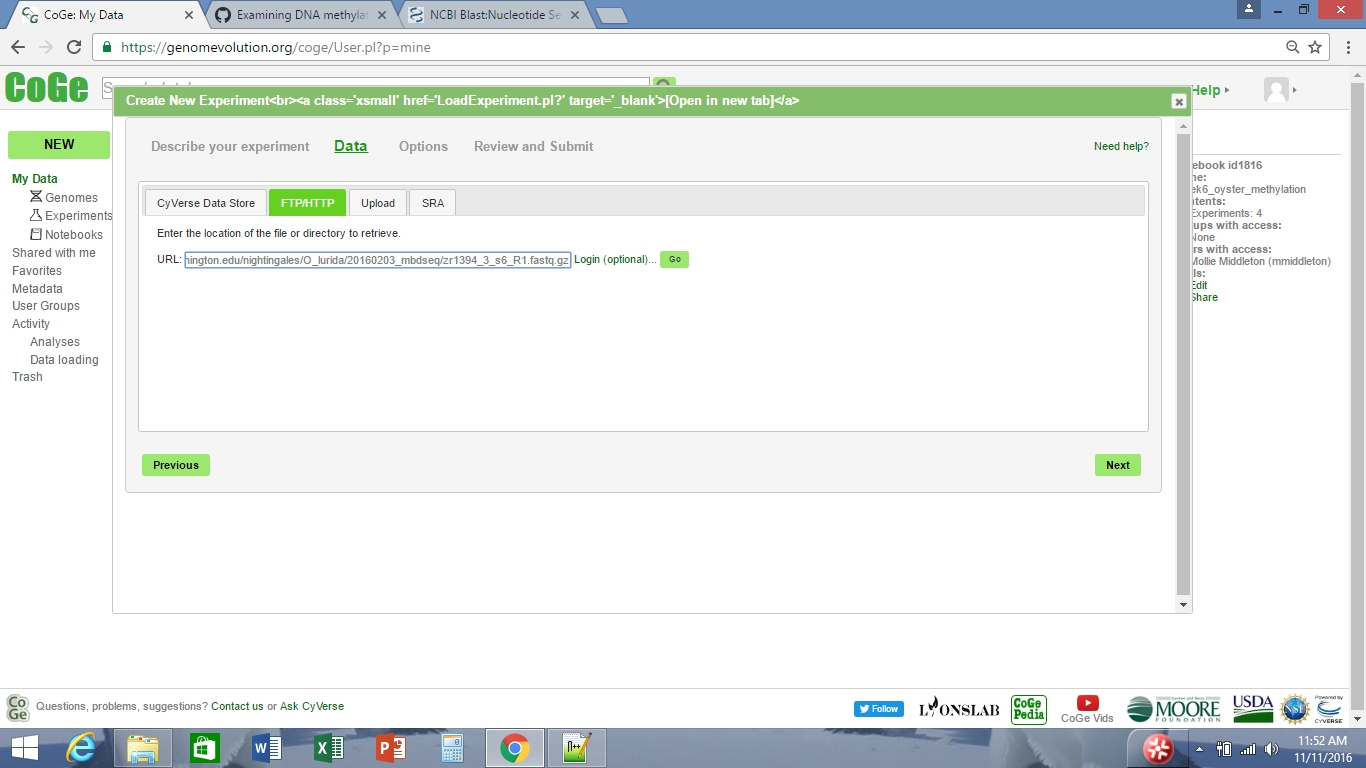 CoGe: My Data
Examining DNA methylat
NCBI Blast:Nucleotide Se
https://genomevolution.org/coge/User.pl?p=mine
CoGe
Help
Create New Experiment<br><a class='xsmall' href='LoadExperiment.pl?' target='_blank'>[Open in new tab]</a>
NEW
My Data
Genomes
Experiments
Notebooks
Shared with me
Favorites
Metadata
User Groups
Activity
Analyses
Data loading
Trash
Describe your experiment
Data
Options
Review and Submit
Need help?
CyVerse Data Store
FTP/HTTP
Upload
SRA
Enter the location of the file or directory to retrieve.
URL: nington.edu/nightingales/O_lurida/20160203_mbdseq/zr1394_3_s6_R1.fastq.gz Login (optional)... Go
Previous
Next
ebook id1816
ne:
ek6_oyster_methylation
ntents:
Experiments: 4
ups with access:
None
rs with access:
Mollie Middleton (mmiddleton)
ls:
Edit
Share
CoGe
Questions, problems, suggestions? Contact us or Ask CyVerse
Follow
LYONSLAB
CoGe Pedia
CoGe Vids
MOORE
FOUNDATION
USDA
NSF
Powered by
CYVERSE
11:52 AM
11/11/2016